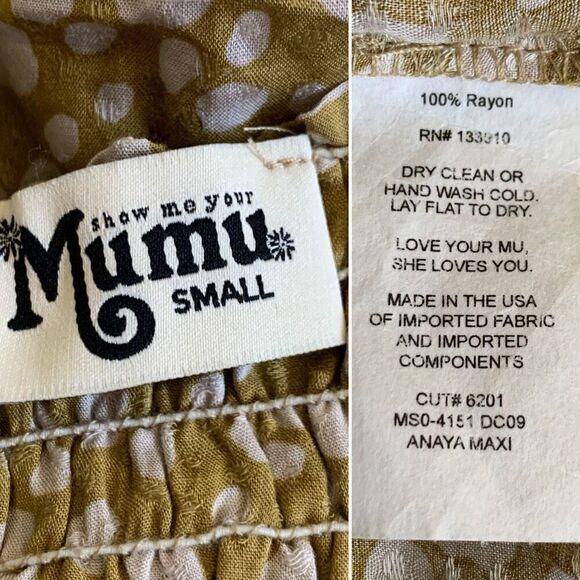 show me your
Mumu
SMALL
100% Rayon
RN# 133910
DRY CLEAN OR
HAND WASH COLD.
LAY FLAT TO DRY.
LOVE YOUR MU,
SHE LOVES YOU.
MADE IN THE USA
OF IMPORTED FABRIC
AND IMPORTED
COMPONENTS
CUT# 6201
MS0-4151 DC09
ANAYA MAXI